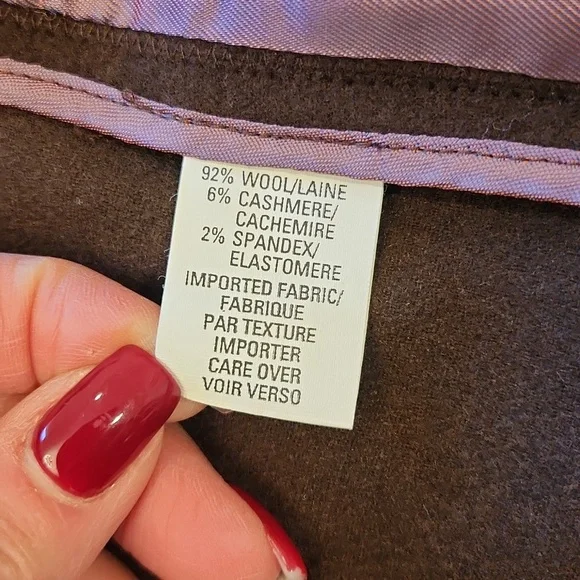 92% WOOL/LAINE
6% CASHMERE/
CACHEMIRE
2% SPANDEX/
ELASTOMERE
IMPORTED FABRIC/
FABRIQUE
PAR TEXTURE
IMPORTER
CARE OVER
VOIR VERSO